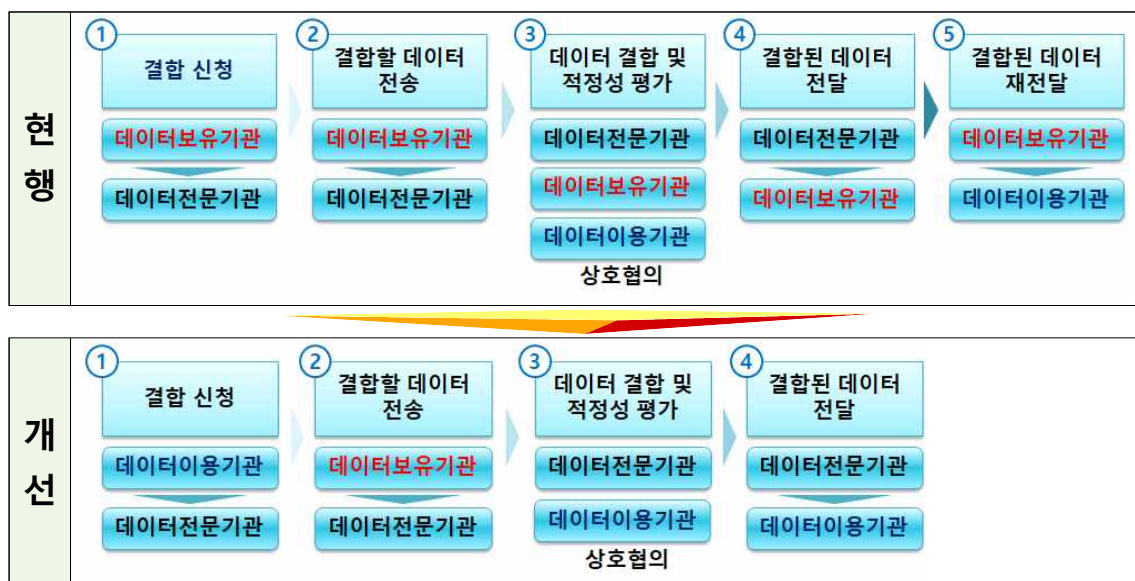 현행
1
결합 신청
데이터보유기관
데이터전문기관
2
결합할 데이터
전송
데이터보유기관
데이터전문기관
3
데이터 결합 및
적정성 평가
데이터전문기관
데이터보유기관
데이터이용기관
상호협의
4
결합된 데이터
전달
데이터전문기관
데이터보유기관
5
결합된 데이터
재전달
데이터보유기관
데이터이용기관
개선
1
결합 신청
데이터이용기관
데이터전문기관
2
결합할 데이터
전송
데이터보유기관
데이터전문기관
3
데이터 결합 및
적정성 평가
데이터전문기관
데이터이용기관
상호협의
4
결합된 데이터
전달
데이터전문기관
데이터이용기관